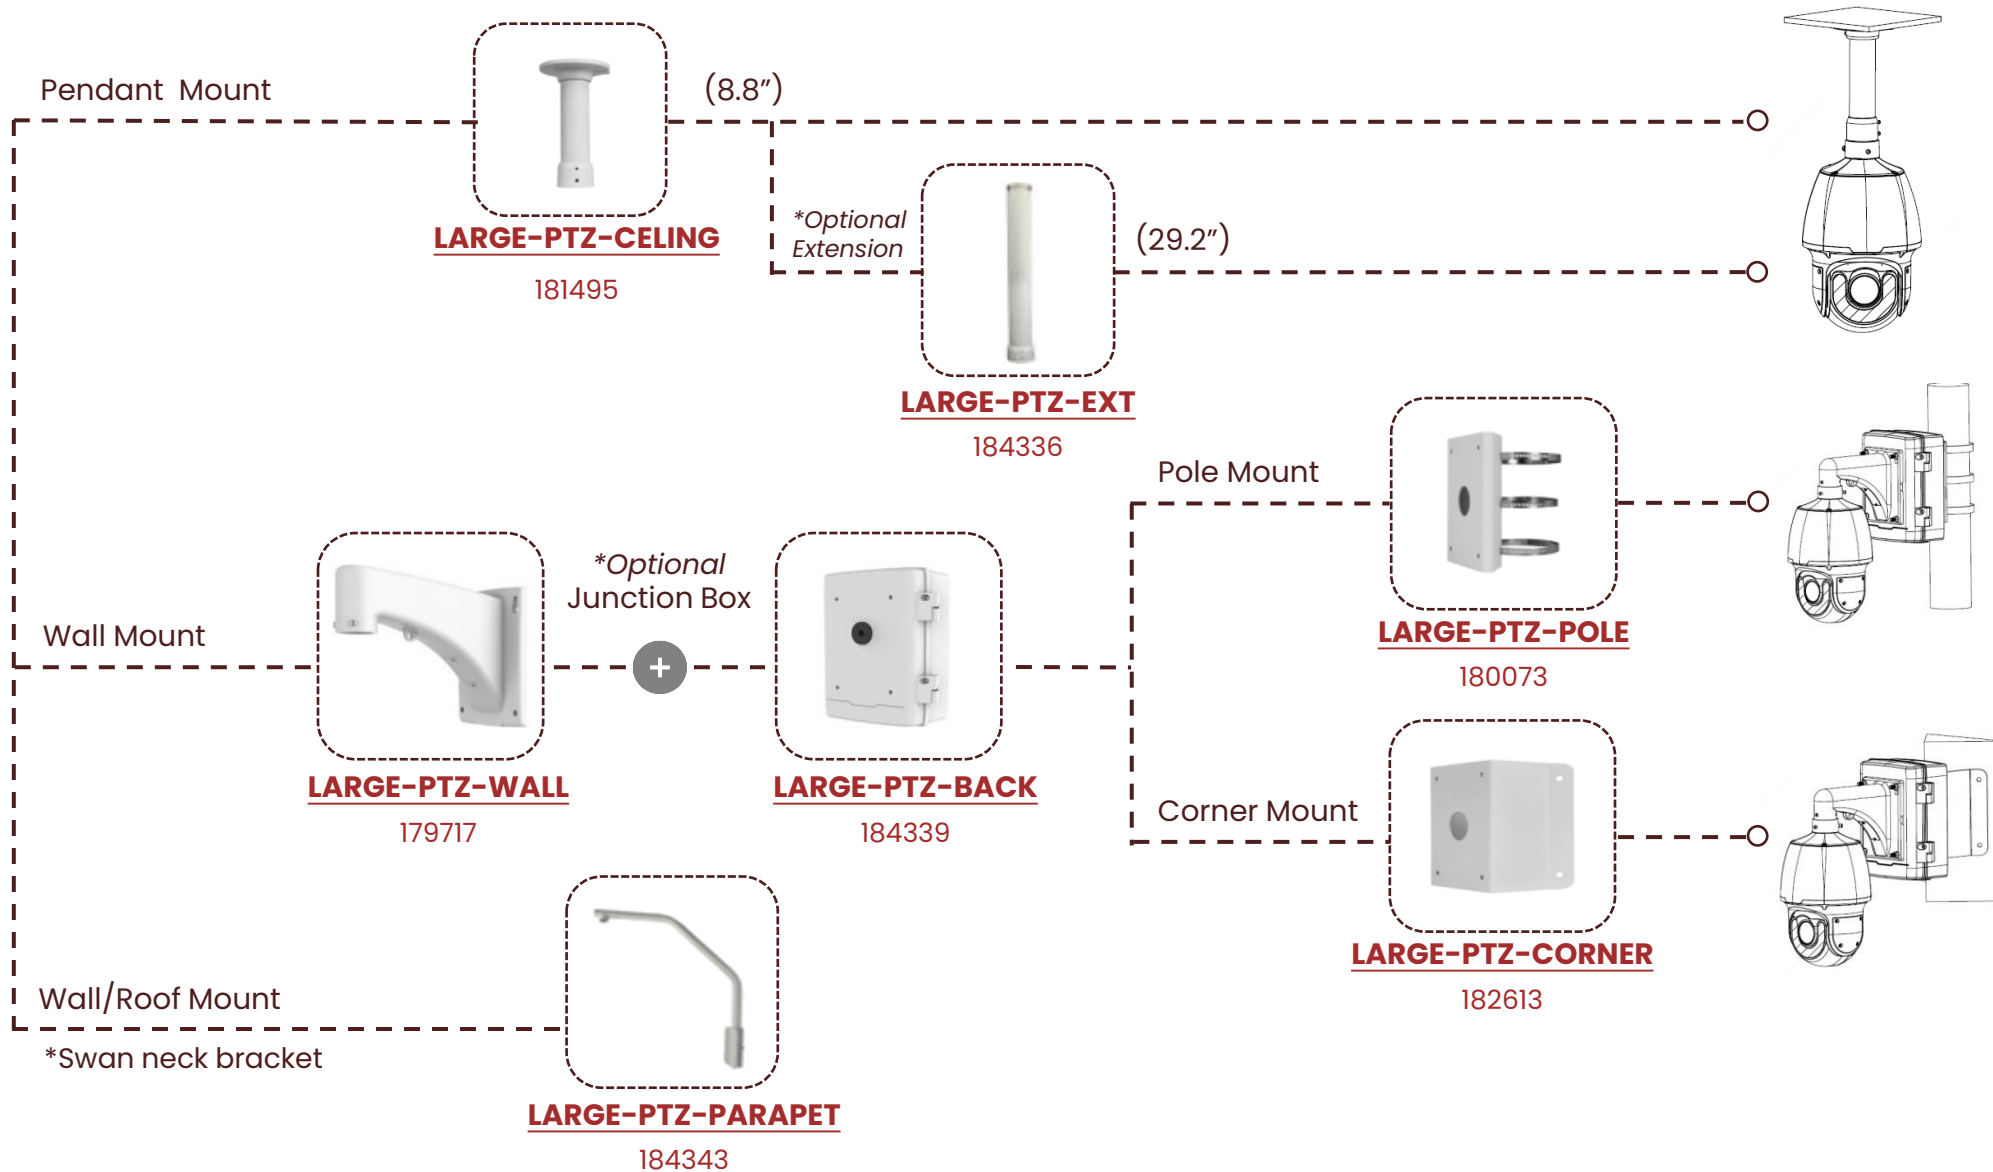 Pendant Mount
(8.8”)
LARGE-PTZ-CELING
181495
*Optional
Extension
(29.2”)
LARGE-PTZ-EXT
184336
Wall Mount
LARGE-PTZ-WALL
179717
*Optional
Junction Box
+
LARGE-PTZ-BACK
184339
Pole Mount
LARGE-PTZ-POLE
180073
Corner Mount
LARGE-PTZ-CORNER
182613
Wall/Roof Mount
*Swan neck bracket
LARGE-PTZ-PARAPET
184343